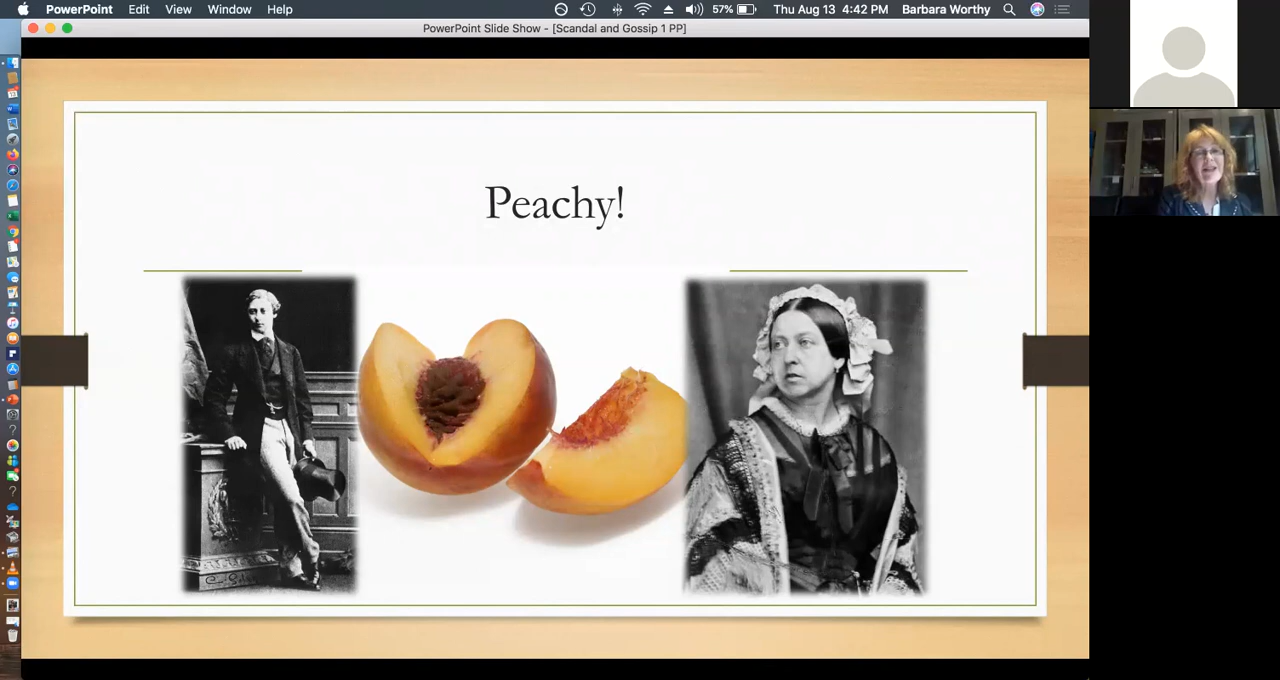 PowerPoint Edit View Window Help 57% Thu Aug 13 4:42 PM Barbara Worthy
PowerPoint Slide Show - [Scandal and Gossip 1 PP]
Peachy!